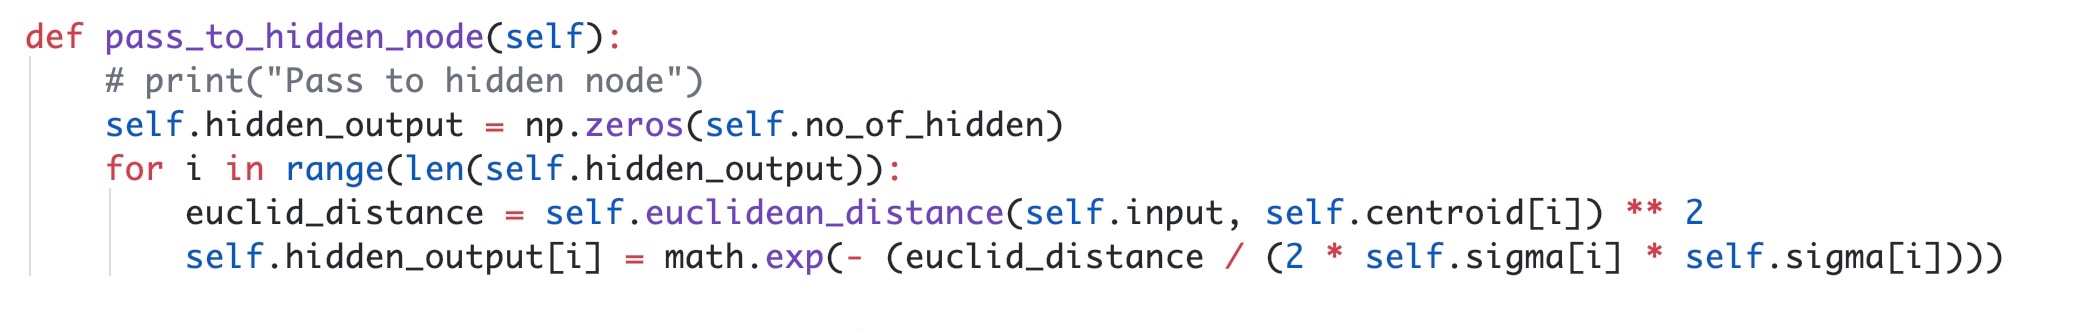 def pass_to_hidden_node(self):
    # print("Pass to hidden node")
    self.hidden_output = np.zeros(self.no_of_hidden)
    for i in range(len(self.hidden_output)):
        euclid_distance = self.euclidean_distance(self.input, self.centroid[i]) ** 2
        self.hidden_output[i] = math.exp(- (euclid_distance / (2 * self.sigma[i] * self.sigma[i])))